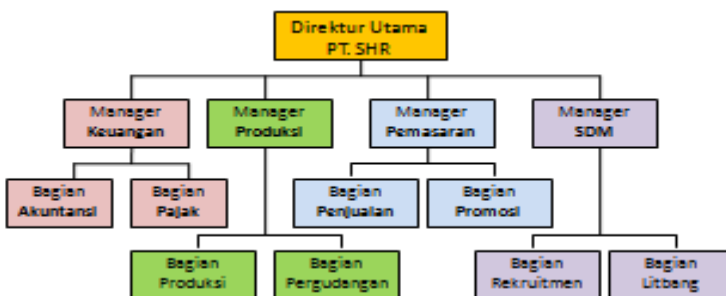 Direktur Utama
PT. SHR
Manager
Keuangan
Manager
Produksi
Manager
Pemasaran
Manager
SDM
Bagian
Akuntansi
Bagian
Pajak
Bagian
Penjualan
Bagian
Promosi
Bagian
Produksi
Bagian
Pergudangan
Bagian
Rekruitmen
Bagian
Litbang